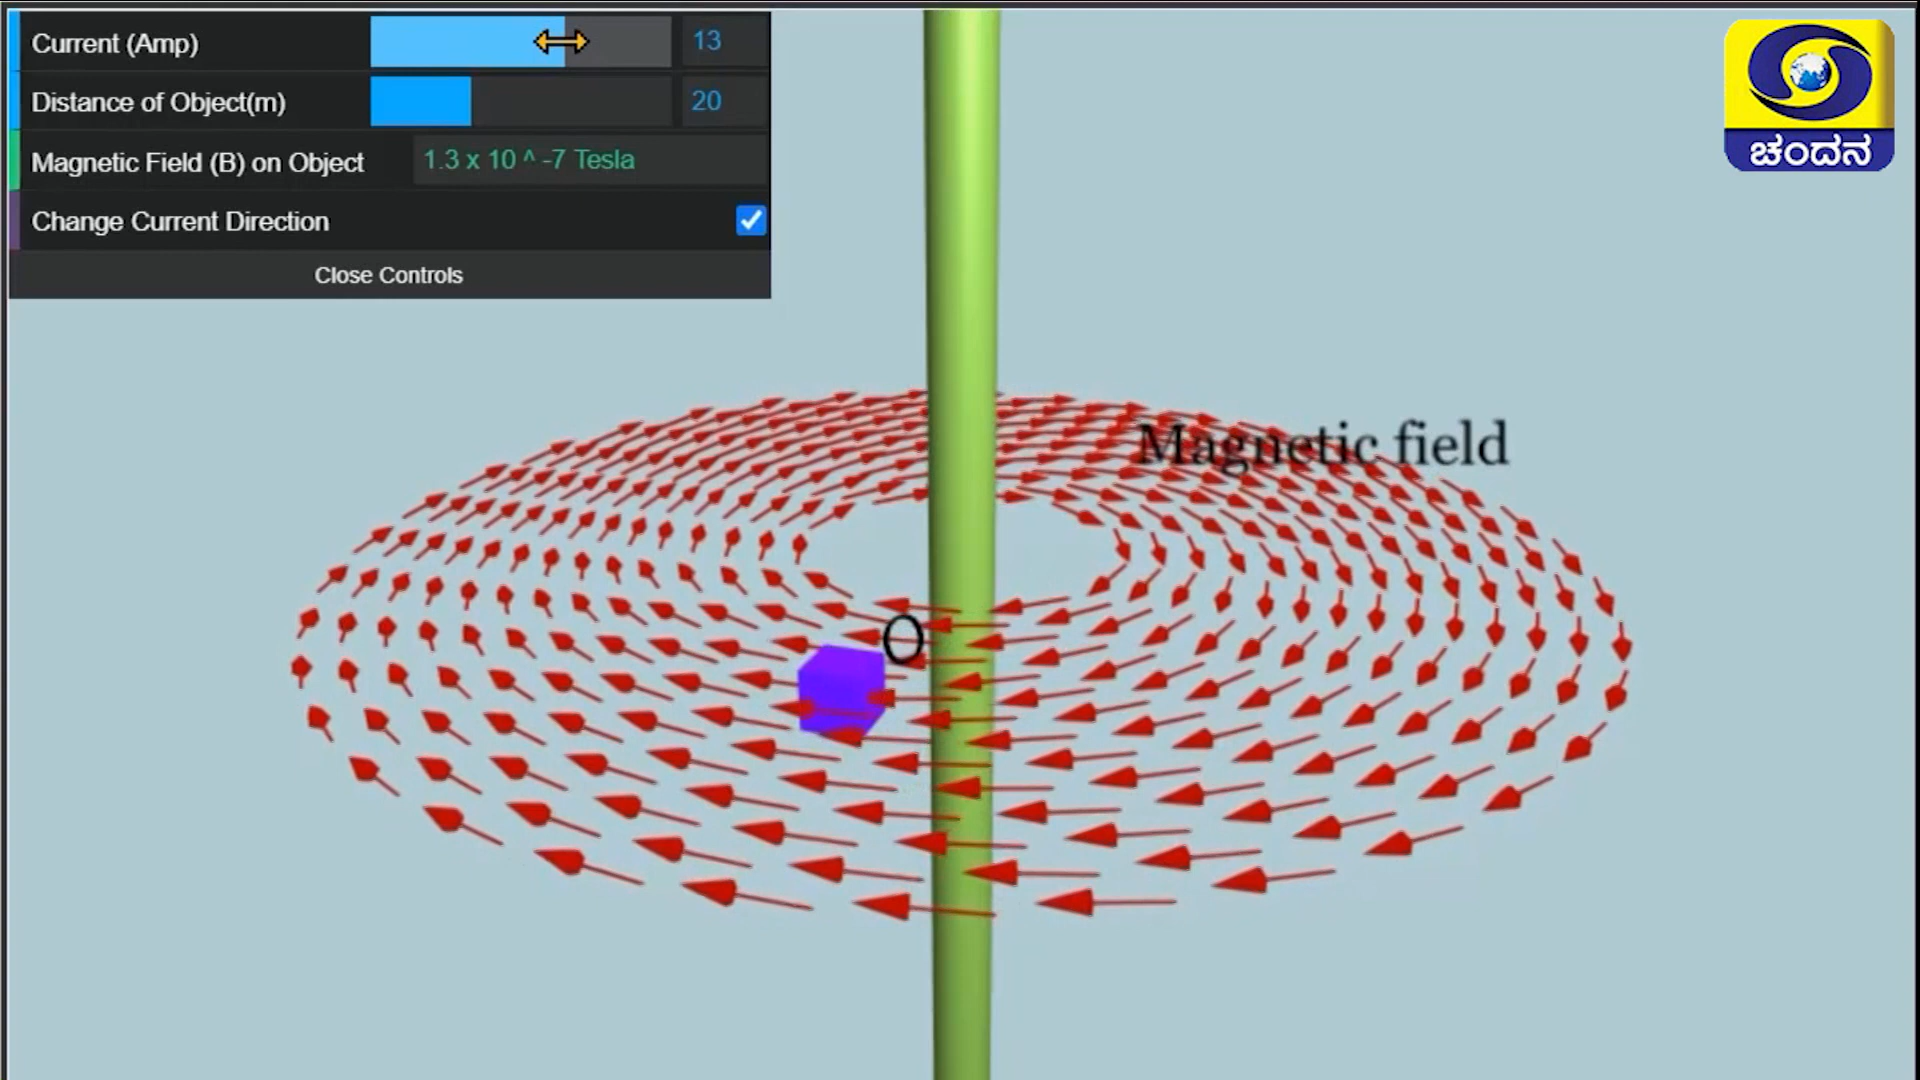 Current (Amp) 13
Distance of Object(m) 20
Magnetic Field (B) on Object 1.3 x 10 ^ -7 Tesla
Change Current Direction
Close Controls
ಚಂದನ
Magnetic field
O